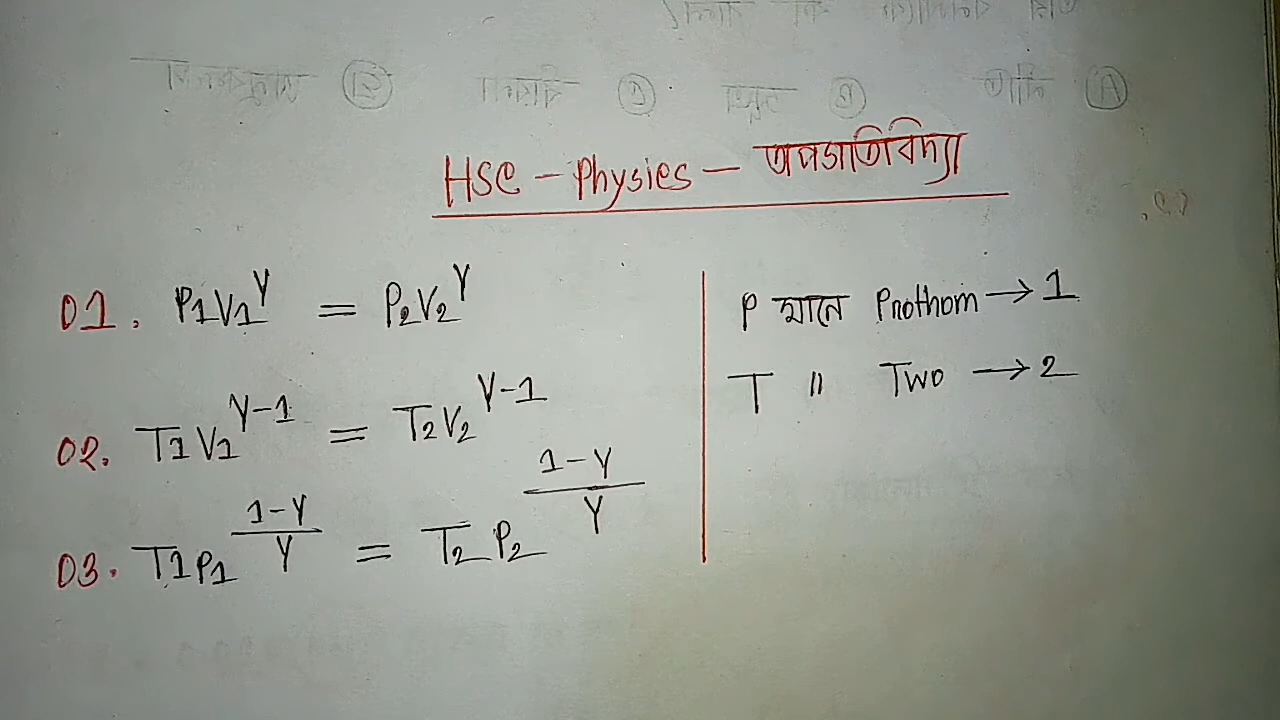 HSC - Physics - তাপগতিবিদ্যা
01. P₁V₁^γ = P₂V₂^γ
02. T₁V₁^γ-1 = T₂V₂^γ-1
03. T₁P₁^(1-γ)/γ = T₂P₂^(1-γ)/γ
P মানে Prothom → 1
T " Two → 2